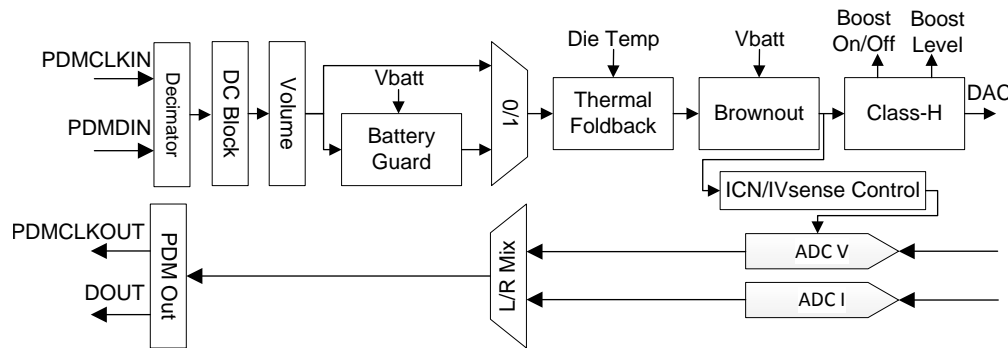 PDMCLKIN
PDMDIN
Decimator
DC Block
Volume
Vbatt
Battery
Guard
0/1
Die Temp
Thermal
Foldback
Vbatt
Brownout
Boost
On/Off
Boost
Level
Class-H
DAC
ICN/IVsense Control
PDMCLKOUT
DOUT
PDM Out
L/R Mix
ADC V
ADC I